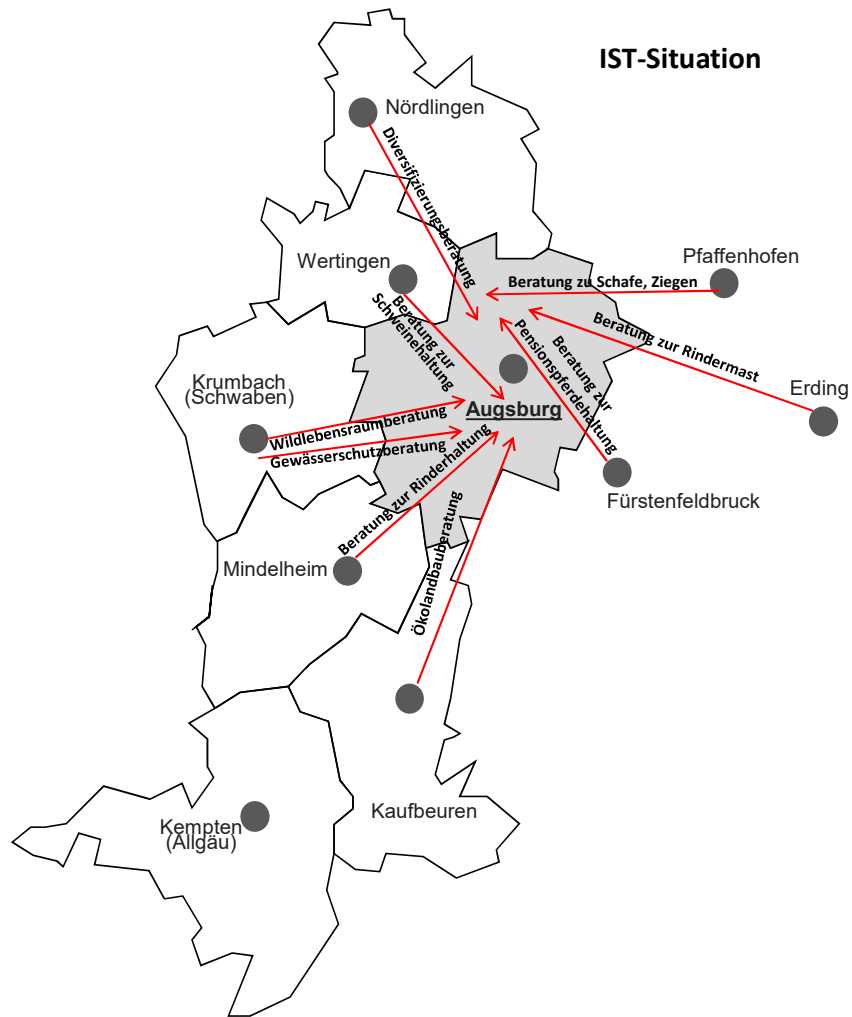 IST-Situation
Nördlingen
Diversifizierungsberatung
Wertingen
Pfaffenhofen
Beratung zu Schafe, Ziegen
Beratung zur
Schweinehaltung
Beratung zur Rindermast
Beratung zur
Pensionspferdehaltung
Krumbach
(Schwaben)
Erding
Augsburg
Wildlebensraumberatung
Gewässerschutzberatung
Beratung zur Rinderhaltung
Fürstenfeldbruck
Mindelheim
Ökolandbauberatung
Kaufbeuren
Kempten
(Allgäu)